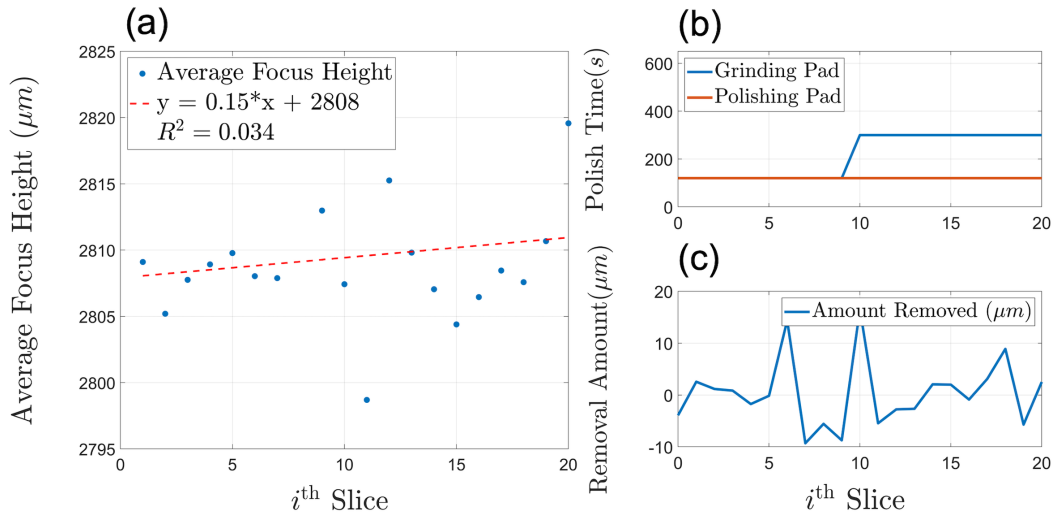 (a)
Average Focus Height (μm)
2825
2820
2815
2810
2805
2800
2795
Average Focus Height
y = 0.15*x + 2808
R² = 0.034
0
5
10
15
20
iᵗʰ Slice
(b)
Polish Time(s)
600
400
200
0
Grinding Pad
Polishing Pad
0
5
10
15
20
(c)
Removal Amount(μm)
20
10
0
-10
Amount Removed (μm)
0
5
10
15
20
iᵗʰ Slice